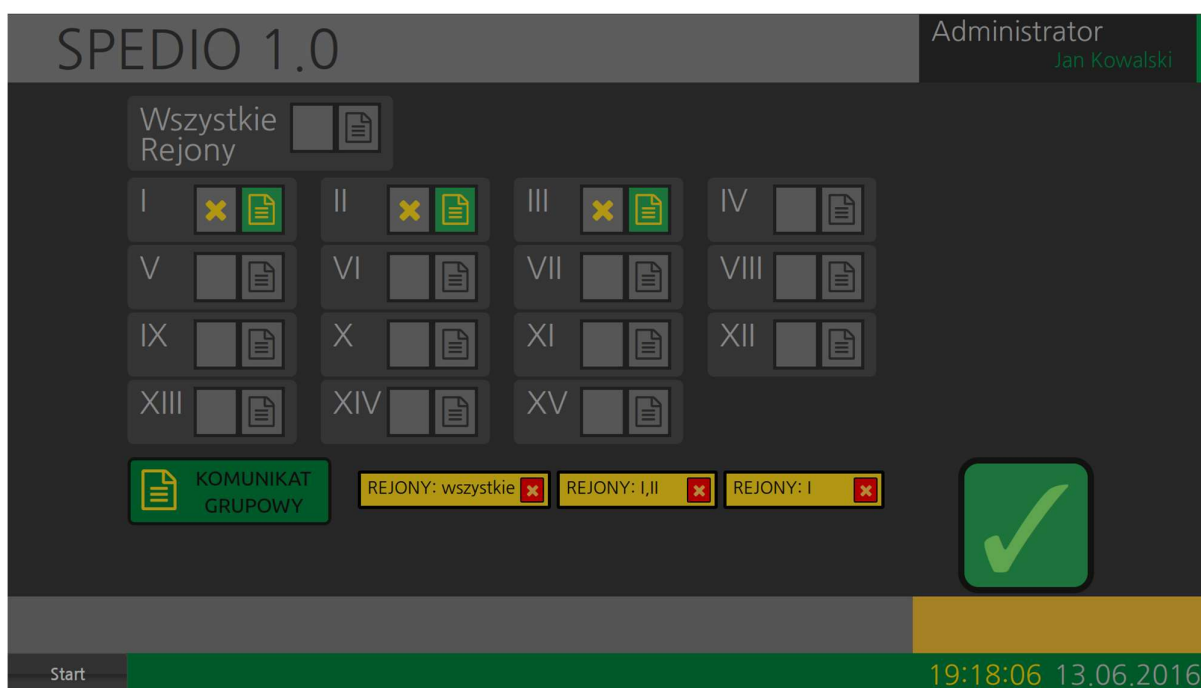 SPEDIO 1.0
Administrator
Jan Kowalski
Wszystkie
Rejony
I II III IV
V VI VII VIII
IX X XI XII
XIII XIV XV
KOMUNIKAT
GRUPOWY
REJONY: wszystkie REJONY: I,II REJONY: I
Start 19:18:06 13.06.2016